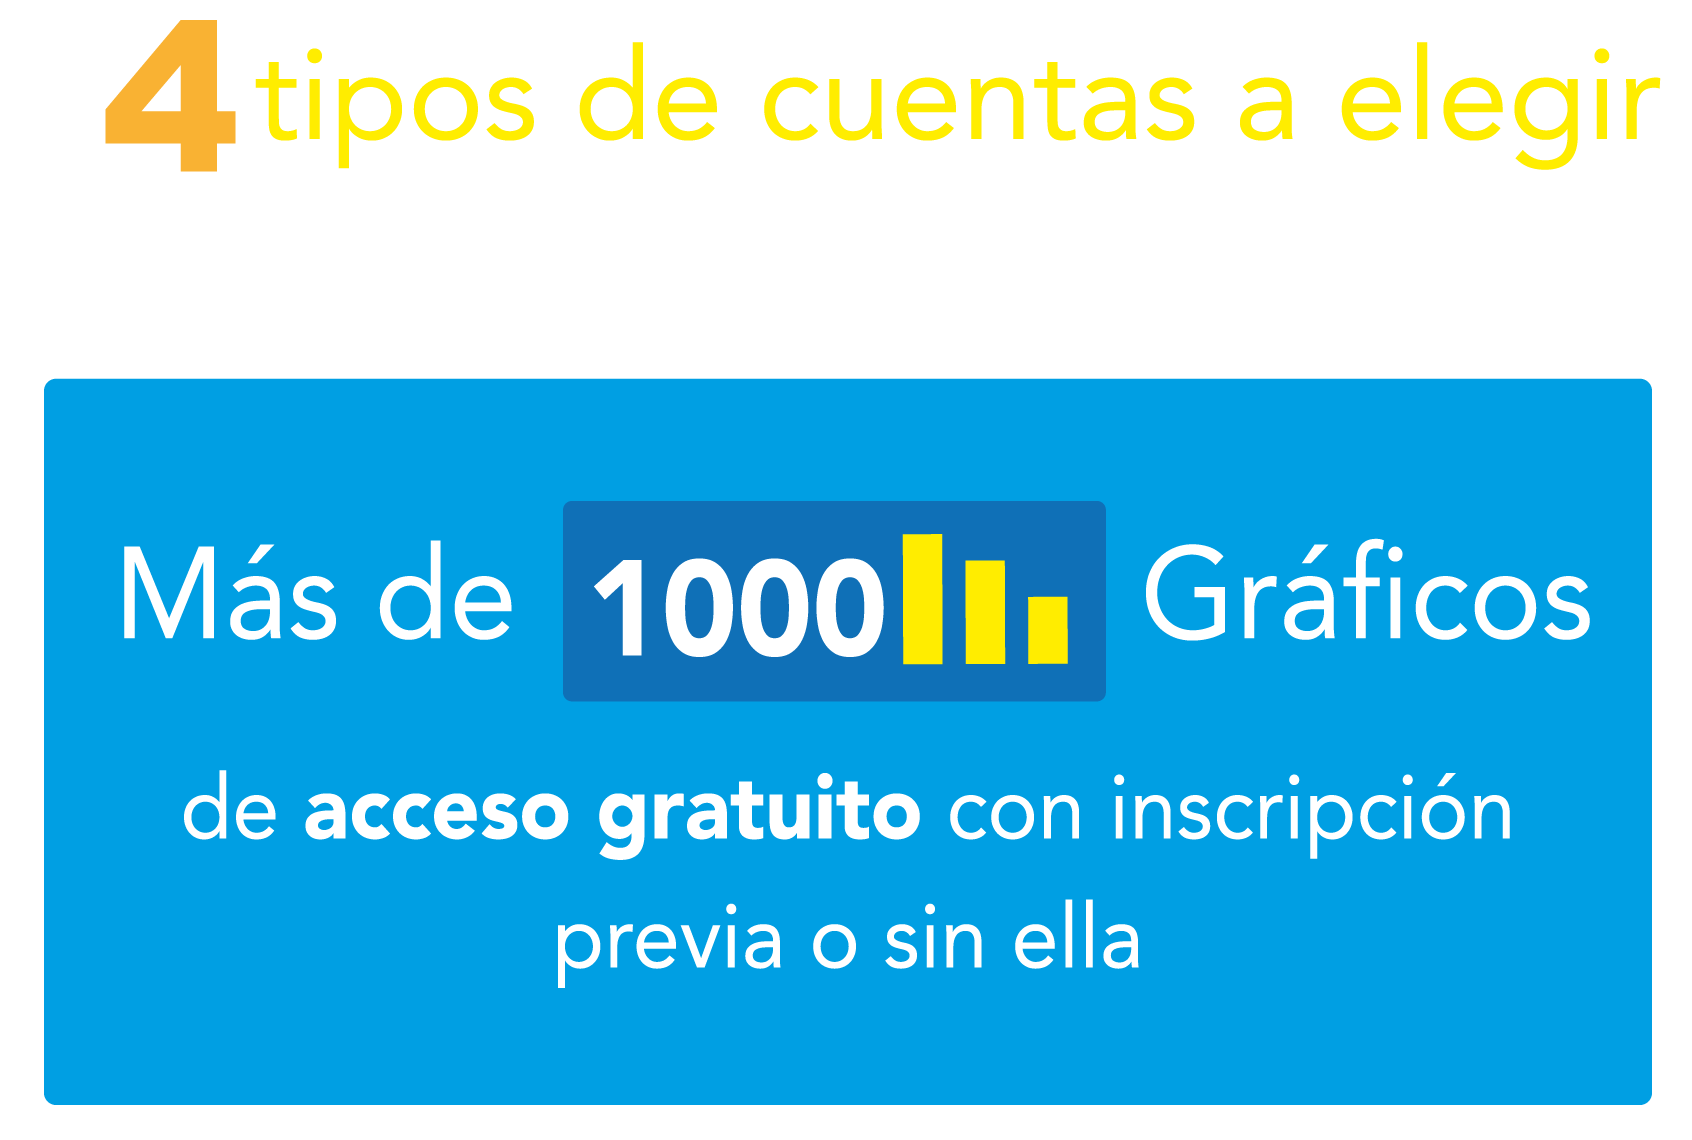 4 tipos de cuentas a elegir
Más de 1000 Gráficos
de acceso gratuito con inscripción
previa o sin ella